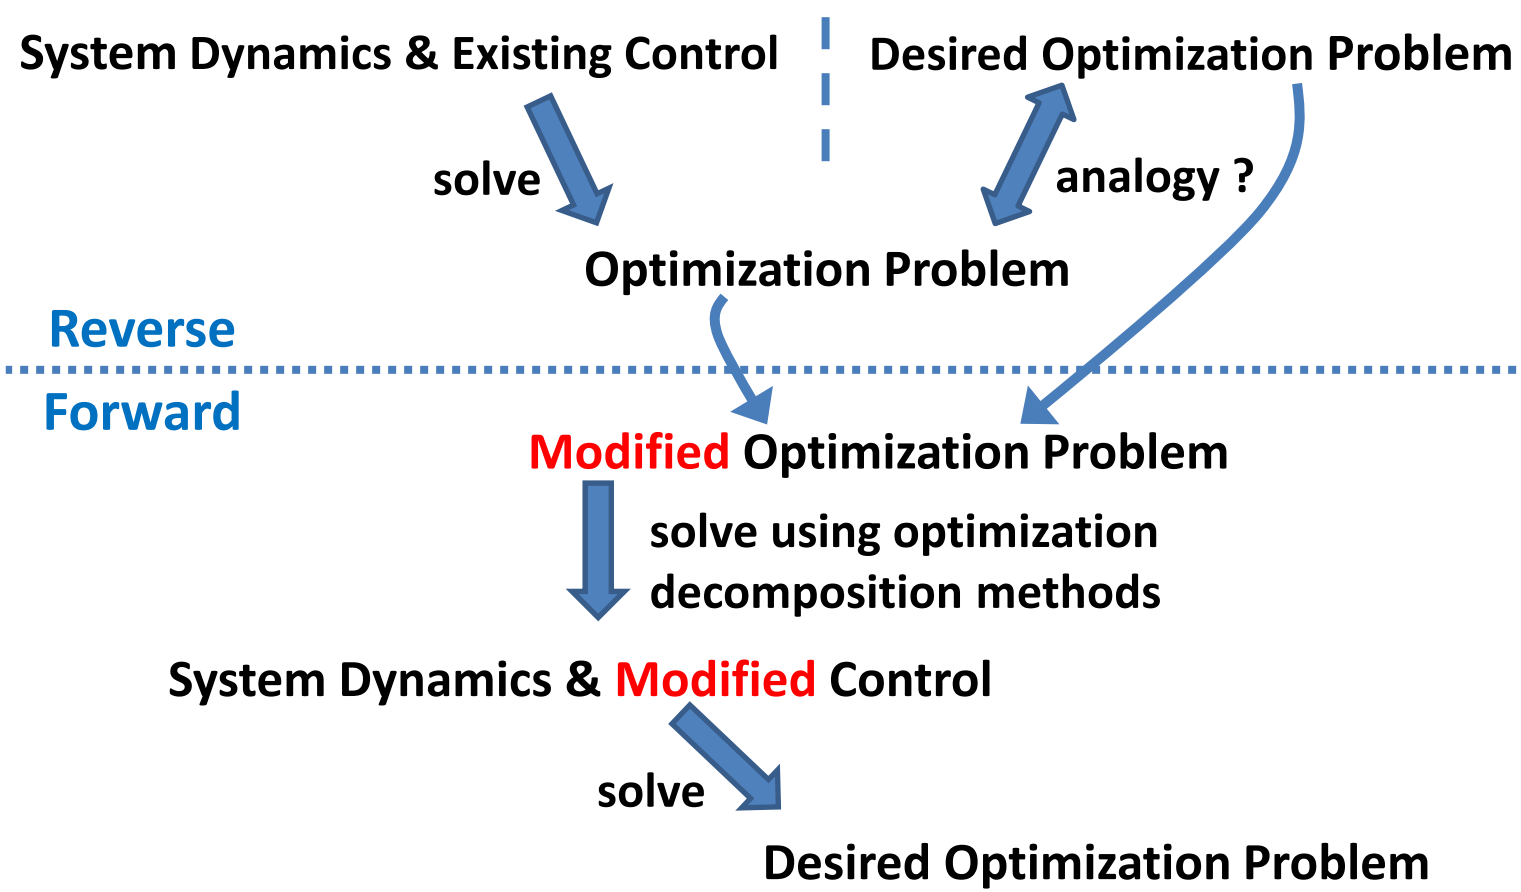 System Dynamics & Existing Control
Desired Optimization Problem
solve
analogy ?
Optimization Problem
Reverse
Forward
Modified Optimization Problem
solve using optimization
decomposition methods
System Dynamics & Modified Control
solve
Desired Optimization Problem